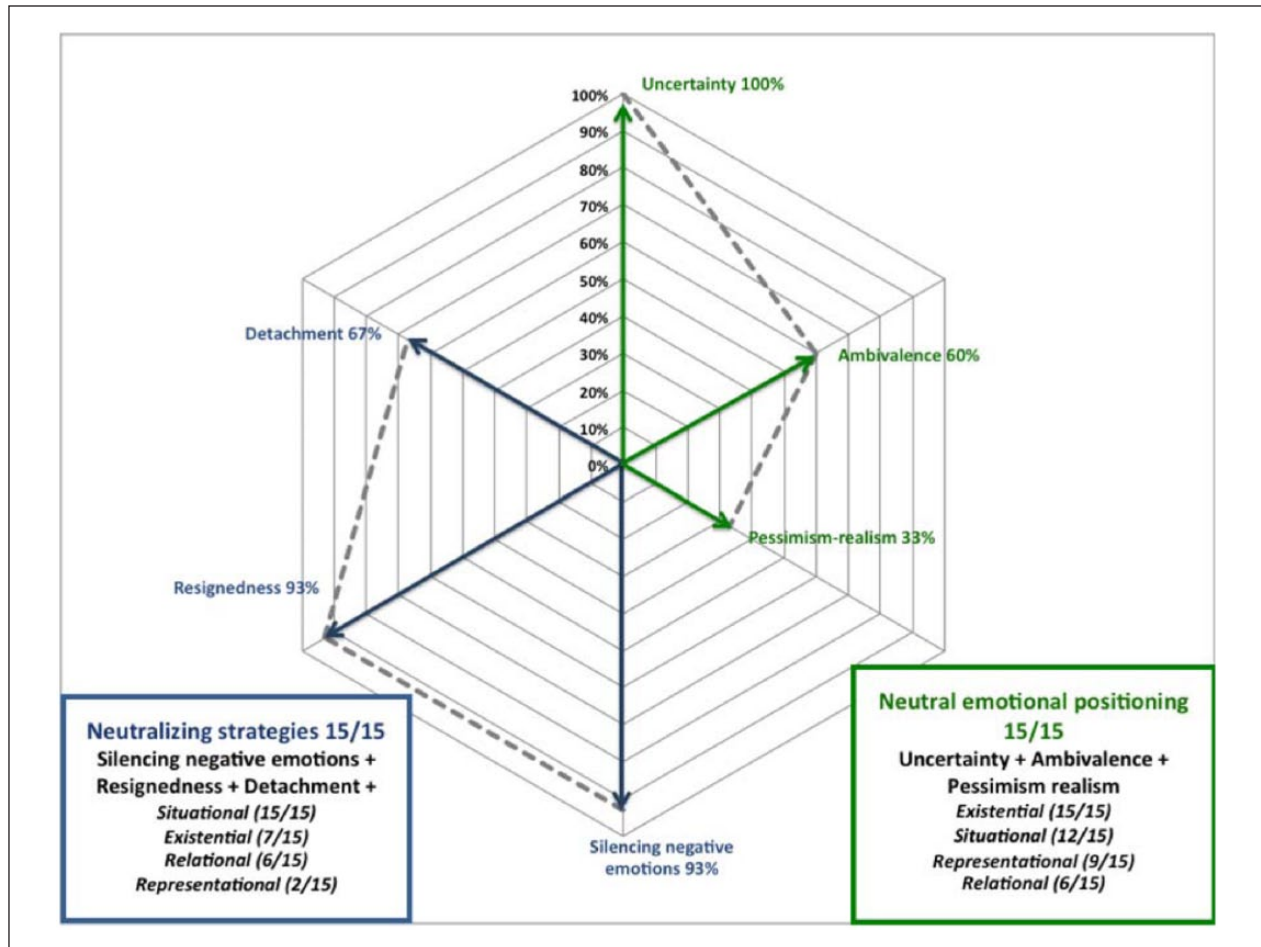 Uncertainty 100%
100%
90%
80%
70%
60%
50%
40%
30%
20%
10%
0%
Detachment 67%
Ambivalence 60%
Pessimism-realism 33%
Resignedness 93%
Silencing negative
emotions 93%
Neutralizing strategies 15/15
Silencing negative emotions +
Resignedness + Detachment +
Situational (15/15)
Existential (7/15)
Relational (6/15)
Representational (2/15)
Neutral emotional positioning
15/15
Uncertainty + Ambivalence +
Pessimism realism
Existential (15/15)
Situational (12/15)
Representational (9/15)
Relational (6/15)